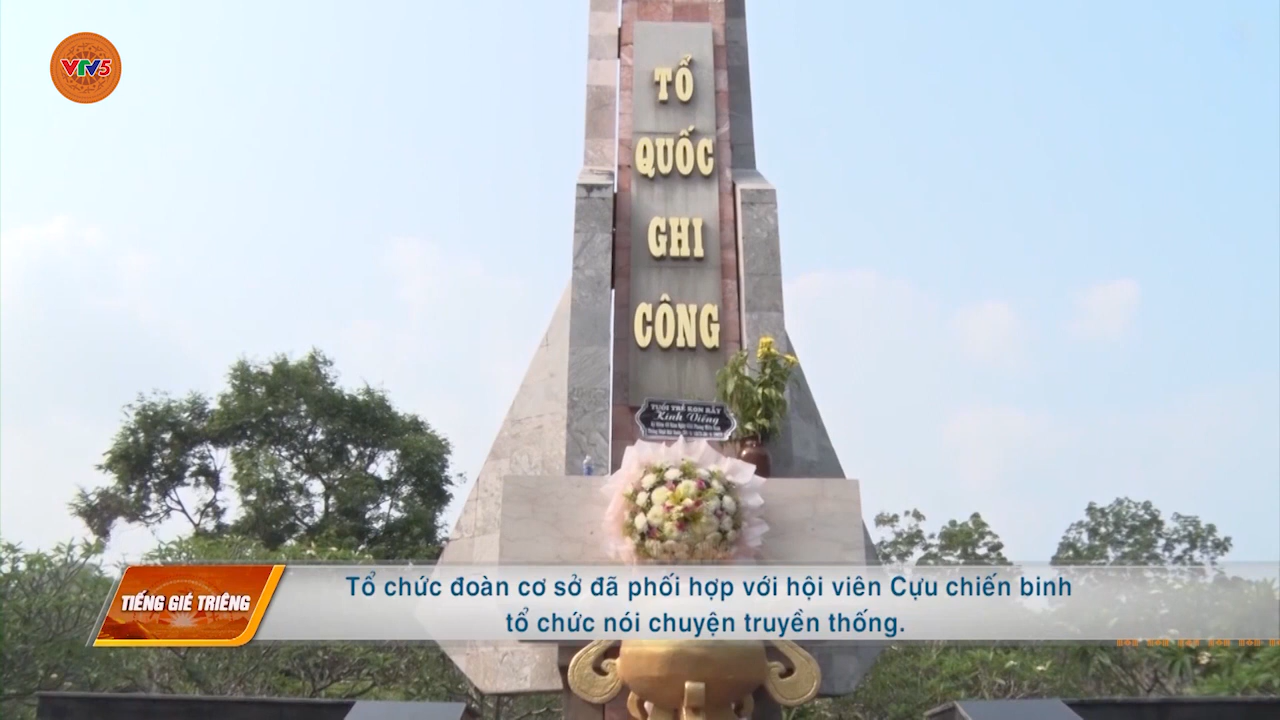 VTV5
TỔ
QUỐC
GHI
CÔNG
TUỔI TRẺ KON RẪY
Kính Viếng
TIẾNG GIÉ TRIÊNG
Tổ chức đoàn cơ sở đã phối hợp với hội viên Cựu chiến binh
tổ chức nói chuyện truyền thống.